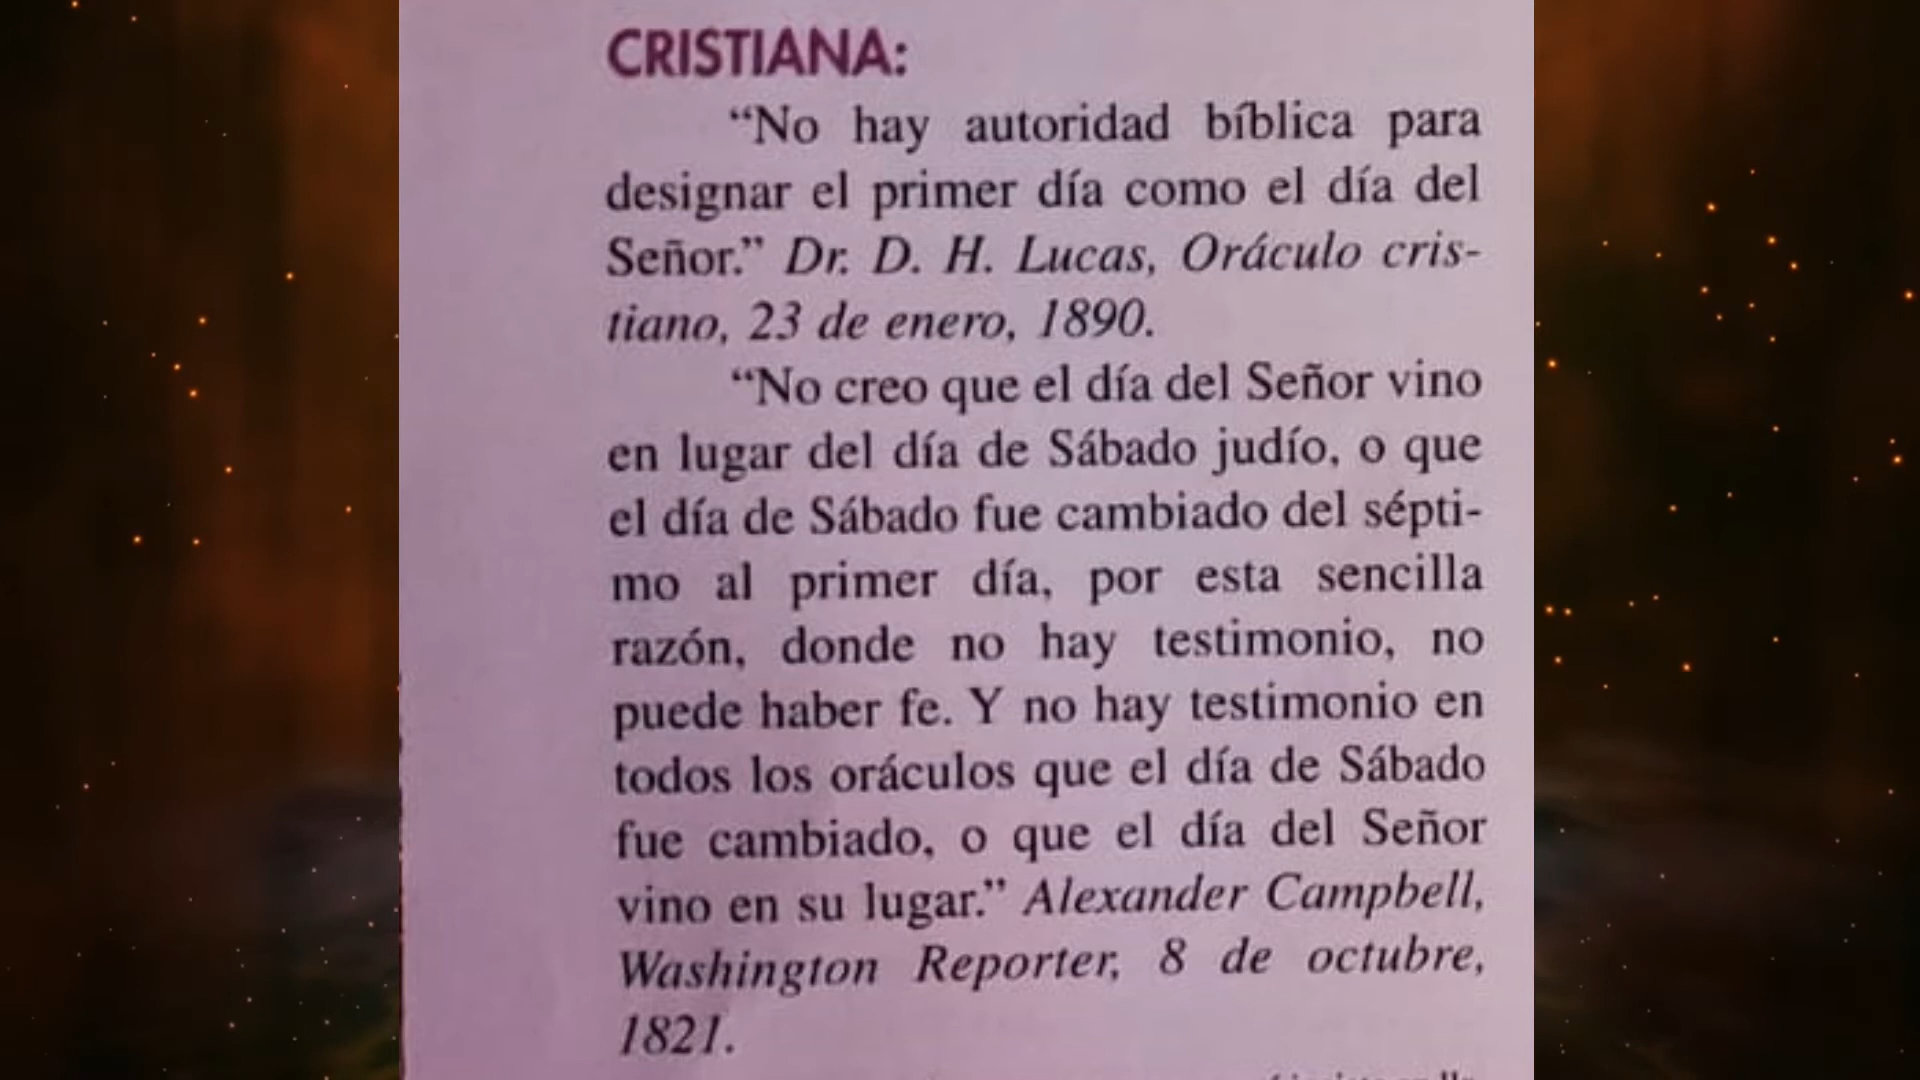 CRISTIANA:
“No hay autoridad bíblica para
designar el primer día como el día del
Señor.” Dr. D. H. Lucas, Oráculo cris-
tiano, 23 de enero, 1890.
“No creo que el día del Señor vino
en lugar del día de Sábado judío, o que
el día de Sábado fue cambiado del sépti-
mo al primer día, por esta sencilla
razón, donde no hay testimonio, no
puede haber fe. Y no hay testimonio en
todos los oráculos que el día de Sábado
fue cambiado, o que el día del Señor
vino en su lugar.” Alexander Campbell,
Washington Reporter, 8 de octubre,
1821.